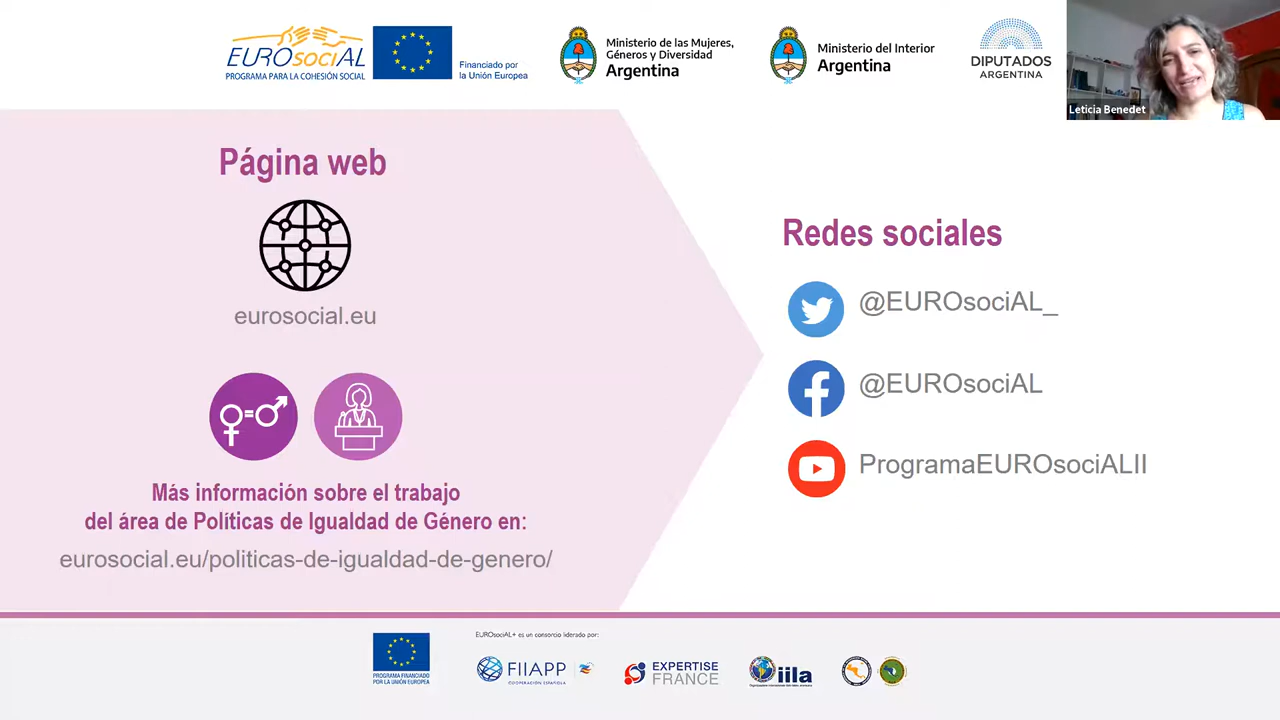 EUROsociAL
PROGRAMA PARA LA COHESIÓN SOCIAL
Financiado por
la Unión Europea
Ministerio de las Mujeres,
Géneros y Diversidad
Argentina
Ministerio del Interior
Argentina
DIPUTADOS
ARGENTINA
Leticia Benedet
Página web
eurosocial.eu
Más información sobre el trabajo
del área de Políticas de Igualdad de Género en:
eurosocial.eu/politicas-de-igualdad-de-genero/
Redes sociales
@EUROsociAL_
@EUROsociAL
ProgramaEUROsociALII
PROGRAMA FINANCIADO
POR LA UNIÓN EUROPEA
EUROsociAL+ es un consorcio liderado por:
FIIAPP
COOPERACIÓN ESPAÑOLA
EXPERTISE
FRANCE
iila